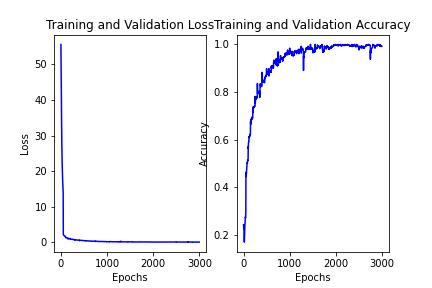 Training and Validation Loss
50
40
30
20
10
0
Loss
0 1000 2000 3000
Epochs
Training and Validation Accuracy
1.0
0.8
0.6
0.4
0.2
Accuracy
0 1000 2000 3000
Epochs